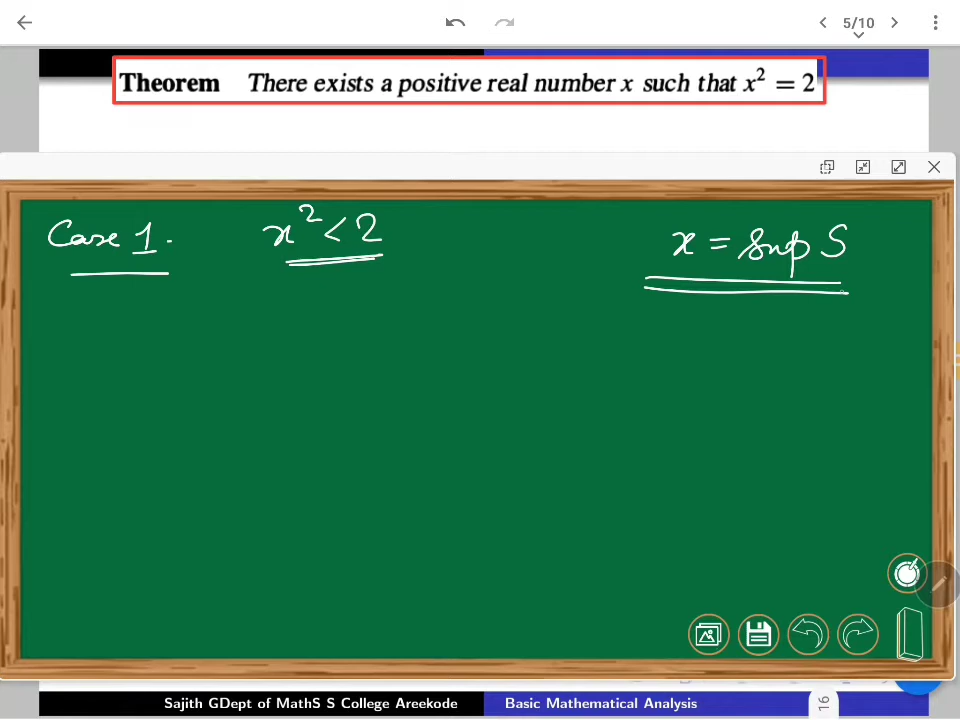 5/10
Theorem There exists a positive real number x such that x² = 2
Case 1. x² < 2 x = Sup S
Sajith GDept of MathS S College Areekode Basic Mathematical Analysis 16